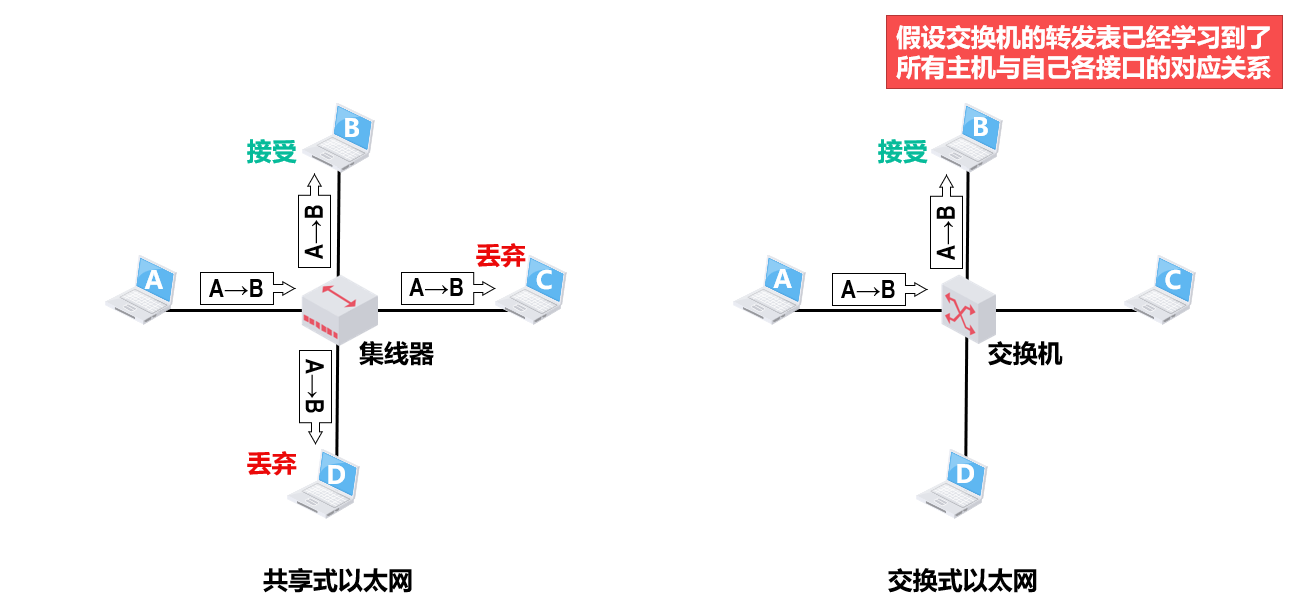 假设交换机的转发表已经学习到了
所有主机与自己各接口的对应关系
B
接受
A→B
A
A→B
A→B
丢弃
C
集线器
A→B
丢弃
D
共享式以太网
B
接受
A→B
A
A→B
C
交换机
D
交换式以太网